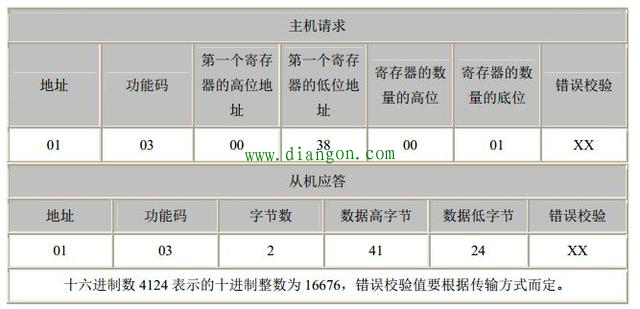 主机请求
地址 功能码 第一个寄存器的高位地址 第一个寄存器的低位地址 寄存器的数量的高位 寄存器的数量的底位 错误校验
01 03 00 38 00 01 XX
www.diangon.com
从机应答
地址 功能码 字节数 数据高字节 数据低字节 错误校验
01 03 2 41 24 XX
十六进制数 4124 表示的十进制整数为 16676，错误校验值要根据传输方式而定。